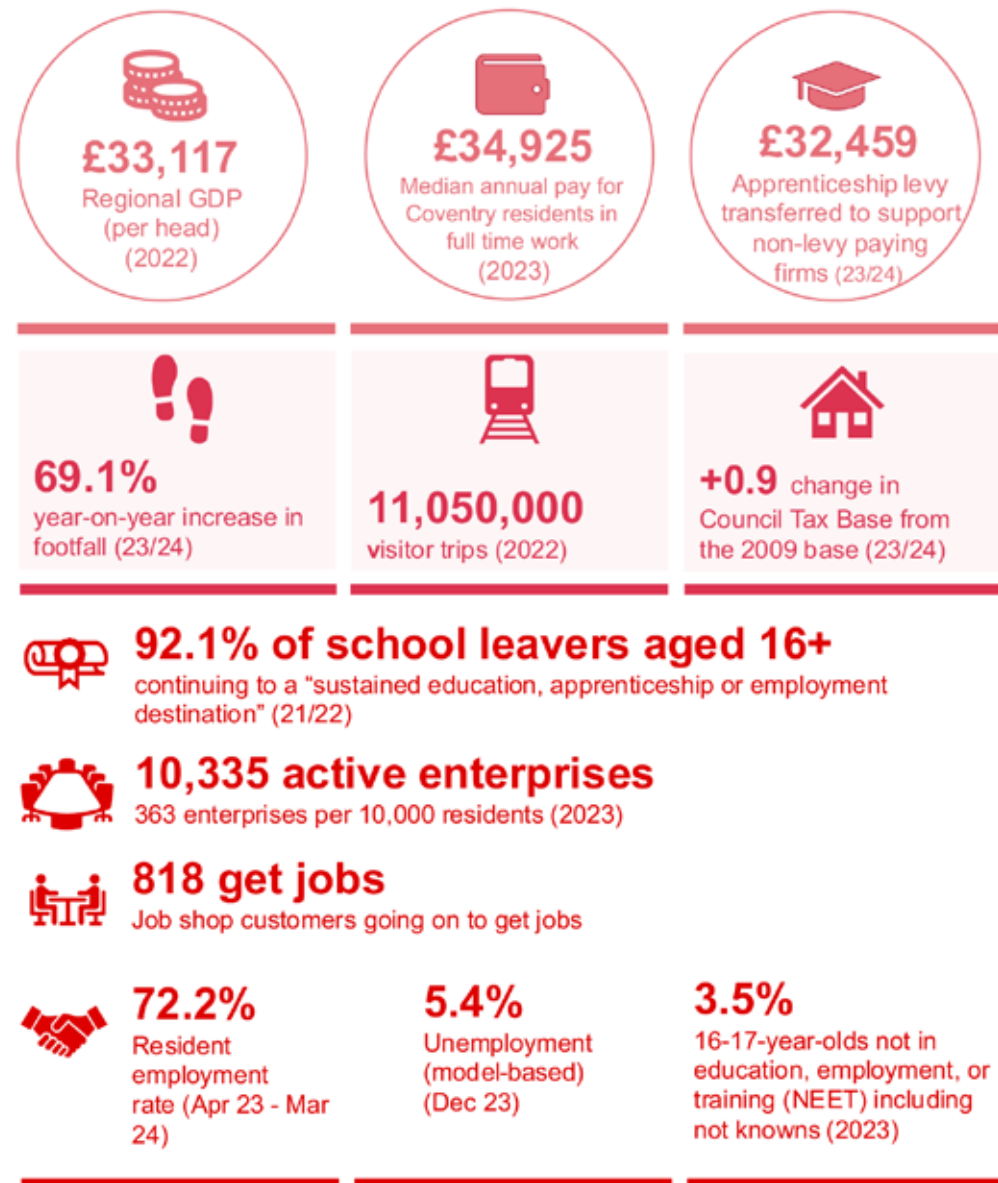 £33,117
Regional GDP
(per head)
(2022)
£34,925
Median annual pay for
Coventry residents in
full time work
(2023)
£32,459
Apprenticeship levy
transferred to support
non-levy paying
firms (23/24)
69.1%
year-on-year increase in
footfall (23/24)
11,050,000
visitor trips (2022)
+0.9 change in
Council Tax Base from
the 2009 base (23/24)
92.1% of school leavers aged 16+
continuing to a “sustained education, apprenticeship or employment
destination” (21/22)
10,335 active enterprises
363 enterprises per 10,000 residents (2023)
818 get jobs
Job shop customers going on to get jobs
72.2%
Resident
employment
rate (Apr 23 - Mar
24)
5.4%
Unemployment
(model-based)
(Dec 23)
3.5%
16-17-year-olds not in
education, employment, or
training (NEET) including
not knowns (2023)